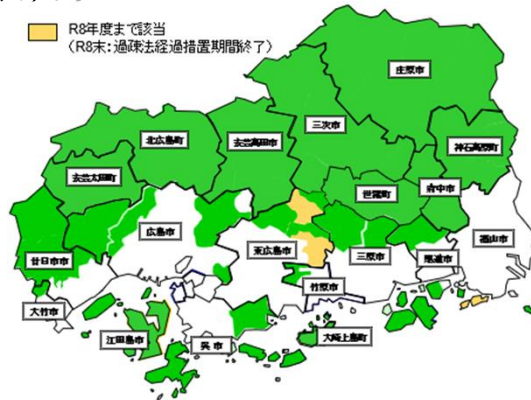 R8年度まで該当
（R8末：過疎法経過措置期間終了）
庄原市
三次市
北広島町
安芸高田市
神石高原町
安芸太田町
世羅町
府中市
広島市
東広島市
三原市
尾道市
福山市
廿日市市
竹原市
大竹市
江田島市
呉市
大崎上島町